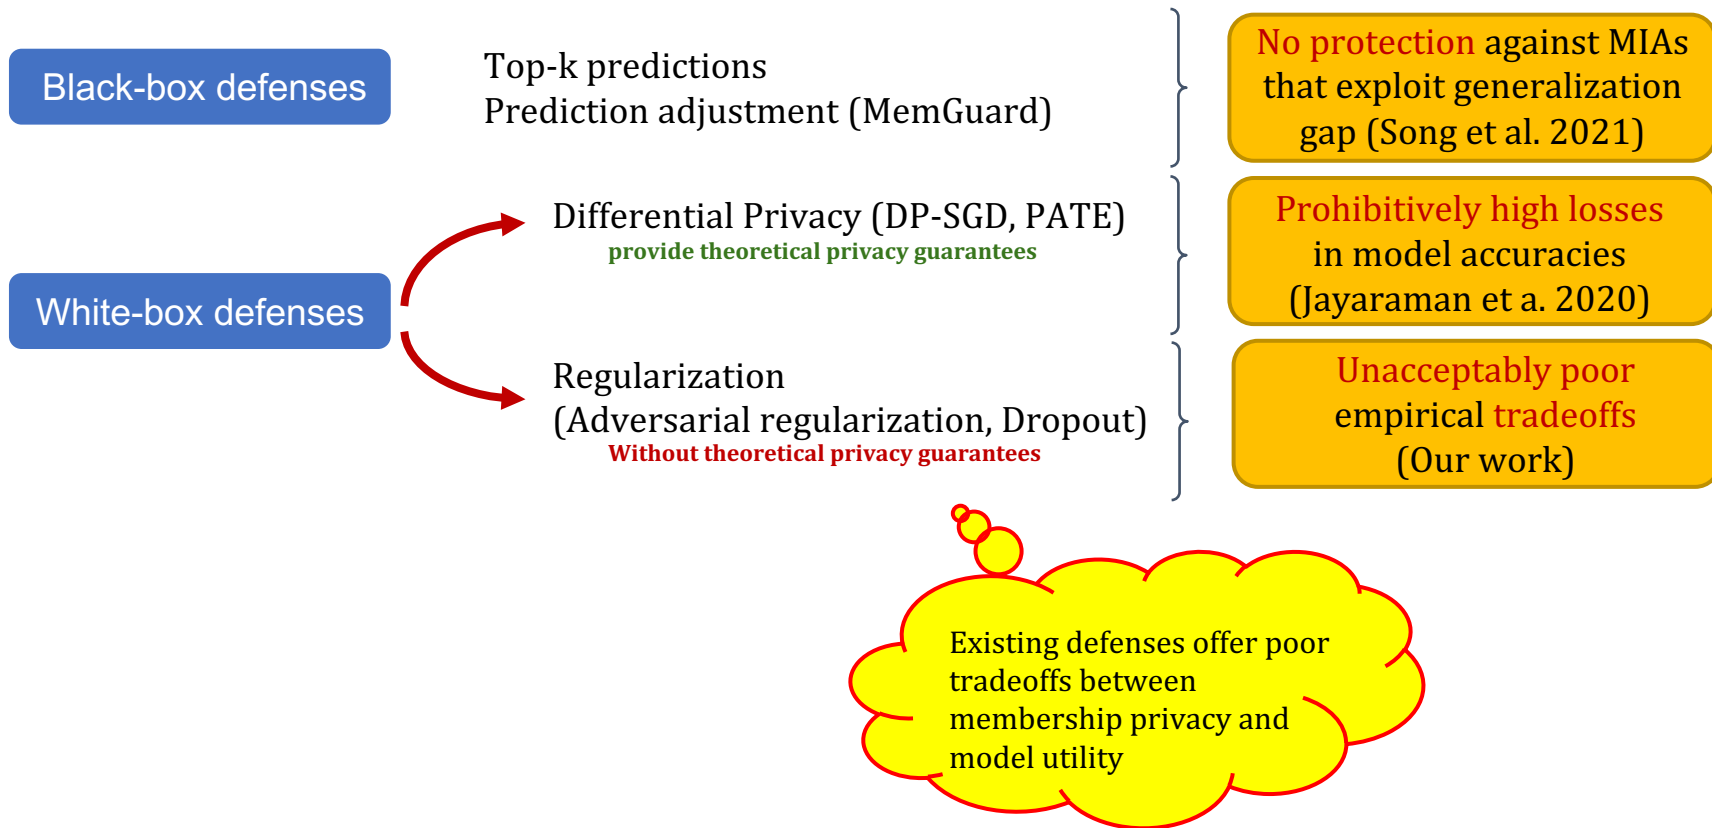 Black-box defenses
Top-k predictions
Prediction adjustment (MemGuard)
No protection against MIAs
that exploit generalization
gap (Song et al. 2021)
White-box defenses
Differential Privacy (DP-SGD, PATE)
provide theoretical privacy guarantees
Prohibitively high losses
in model accuracies
(Jayaraman et a. 2020)
Regularization
(Adversarial regularization, Dropout)
Without theoretical privacy guarantees
Unacceptably poor
empirical tradeoffs
(Our work)
Existing defenses offer poor
tradeoffs between
membership privacy and
model utility